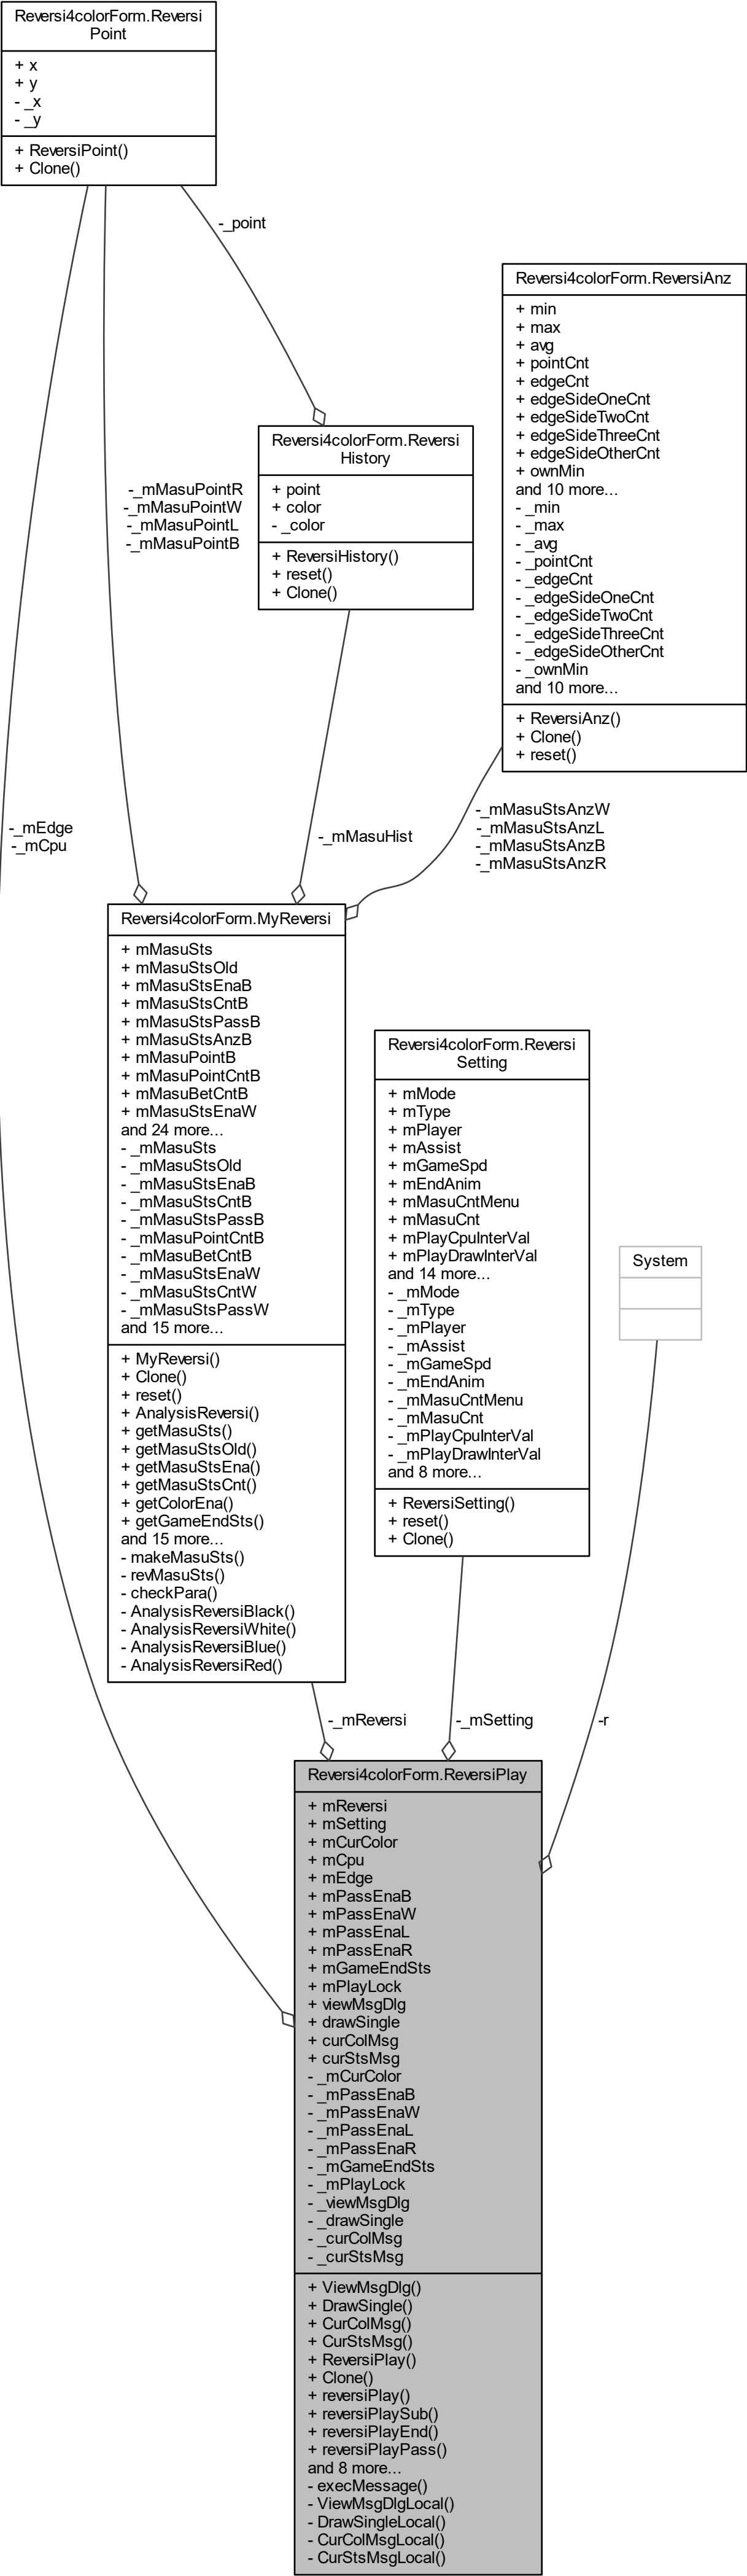 Reversi4colorForm.Reversi
Point
+ x
+ y
- _x
- _y
+ ReversiPoint()
+ Clone()
-_point
Reversi4colorForm.ReversiAnz
+ min
+ max
+ avg
+ pointCnt
+ edgeCnt
+ edgeSideOneCnt
+ edgeSideTwoCnt
+ edgeSideThreeCnt
+ edgeSideOtherCnt
+ ownMin
and 10 more...
- _min
- _max
- _avg
- _pointCnt
- _edgeCnt
- _edgeSideOneCnt
- _edgeSideTwoCnt
- _edgeSideThreeCnt
- _edgeSideOtherCnt
- _ownMin
and 10 more...
+ ReversiAnz()
+ Clone()
+ reset()
Reversi4colorForm.Reversi
History
+ point
+ color
- _color
+ ReversiHistory()
+ reset()
+ Clone()
-_mMasuPointR
-_mMasuPointW
-_mMasuPointL
-_mMasuPointB
-_mEdge
-_mCpu
-_mMasuHist
-_mMasuStsAnzW
-_mMasuStsAnzL
-_mMasuStsAnzB
-_mMasuStsAnzR
Reversi4colorForm.MyReversi
+ mMasuSts
+ mMasuStsOld
+ mMasuStsEnaB
+ mMasuStsCntB
+ mMasuStsPassB
+ mMasuStsAnzB
+ mMasuPointB
+ mMasuPointCntB
+ mMasuBetCntB
+ mMasuStsEnaW
and 24 more...
- _mMasuSts
- _mMasuStsOld
- _mMasuStsEnaB
- _mMasuStsCntB
- _mMasuStsPassB
- _mMasuPointCntB
- _mMasuBetCntB
- _mMasuStsEnaW
- _mMasuStsCntW
- _mMasuStsPassW
and 15 more...
+ MyReversi()
+ Clone()
+ reset()
+ AnalysisReversi()
+ getMasuSts()
+ getMasuStsOld()
+ getMasuStsEna()
+ getMasuStsCnt()
+ getColorEna()
+ getGameEndSts()
and 15 more...
- makeMasuSts()
- revMasuSts()
- checkPara()
- AnalysisReversiBlack()
- AnalysisReversiWhite()
- AnalysisReversiBlue()
- AnalysisReversiRed()
Reversi4colorForm.Reversi
Setting
+ mMode
+ mType
+ mPlayer
+ mAssist
+ mGameSpd
+ mEndAnim
+ mMasuCntMenu
+ mMasuCnt
+ mPlayCpuInterVal
+ mPlayDrawInterVal
and 14 more...
- _mMode
- _mType
- _mPlayer
- _mAssist
- _mGameSpd
- _mEndAnim
- _mMasuCntMenu
- _mMasuCnt
- _mPlayCpuInterVal
- _mPlayDrawInterVal
and 8 more...
+ ReversiSetting()
+ reset()
+ Clone()
System
-_mReversi
-_mSetting
-r
Reversi4colorForm.ReversiPlay
+ mReversi
+ mSetting
+ mCurColor
+ mCpu
+ mEdge
+ mPassEnaB
+ mPassEnaW
+ mPassEnaL
+ mPassEnaR
+ mGameEndSts
+ mPlayLock
+ viewMsgDlg
+ drawSingle
+ curColMsg
+ curStsMsg
- _mCurColor
- _mPassEnaB
- _mPassEnaW
- _mPassEnaL
- _mPassEnaR
- _mGameEndSts
- _mPlayLock
- _viewMsgDlg
- _drawSingle
- _curColMsg
- _curStsMsg
+ ViewMsgDlg()
+ DrawSingle()
+ CurColMsg()
+ CurStsMsg()
+ ReversiPlay()
+ Clone()
+ reversiPlay()
+ reversiPlaySub()
+ reversiPlayEnd()
+ reversiPlayPass()
and 8 more...
- execMessage()
- ViewMsgDlgLocal()
- DrawSingleLocal()
- CurColMsgLocal()
- CurStsMsgLocal()